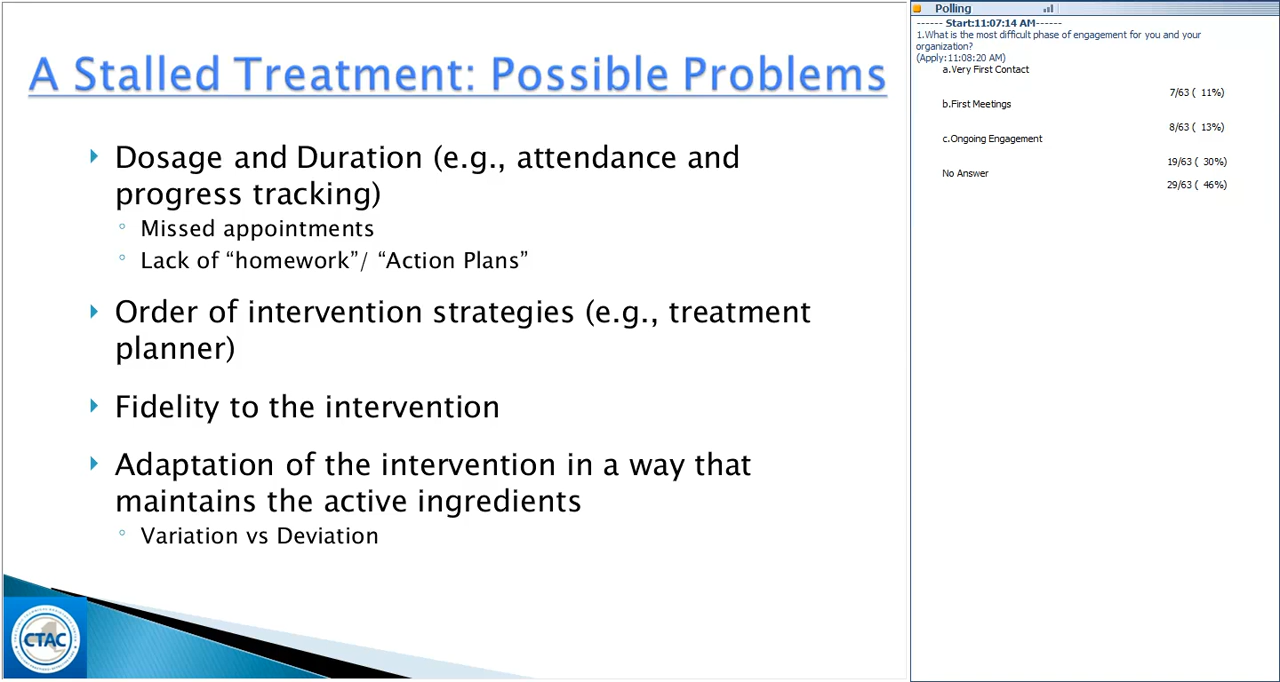 A Stalled Treatment: Possible Problems
Dosage and Duration (e.g., attendance and
progress tracking)
Missed appointments
Lack of “homework”/ “Action Plans”
Order of intervention strategies (e.g., treatment
planner)
Fidelity to the intervention
Adaptation of the intervention in a way that
maintains the active ingredients
Variation vs Deviation
CTAC
Polling
------ Start:11:07:14 AM------
1.What is the most difficult phase of engagement for you and your
organization?
(Apply:11:08:20 AM)
a.Very First Contact
7/63 ( 11%)
b.First Meetings
8/63 ( 13%)
c.Ongoing Engagement
19/63 ( 30%)
No Answer
29/63 ( 46%)